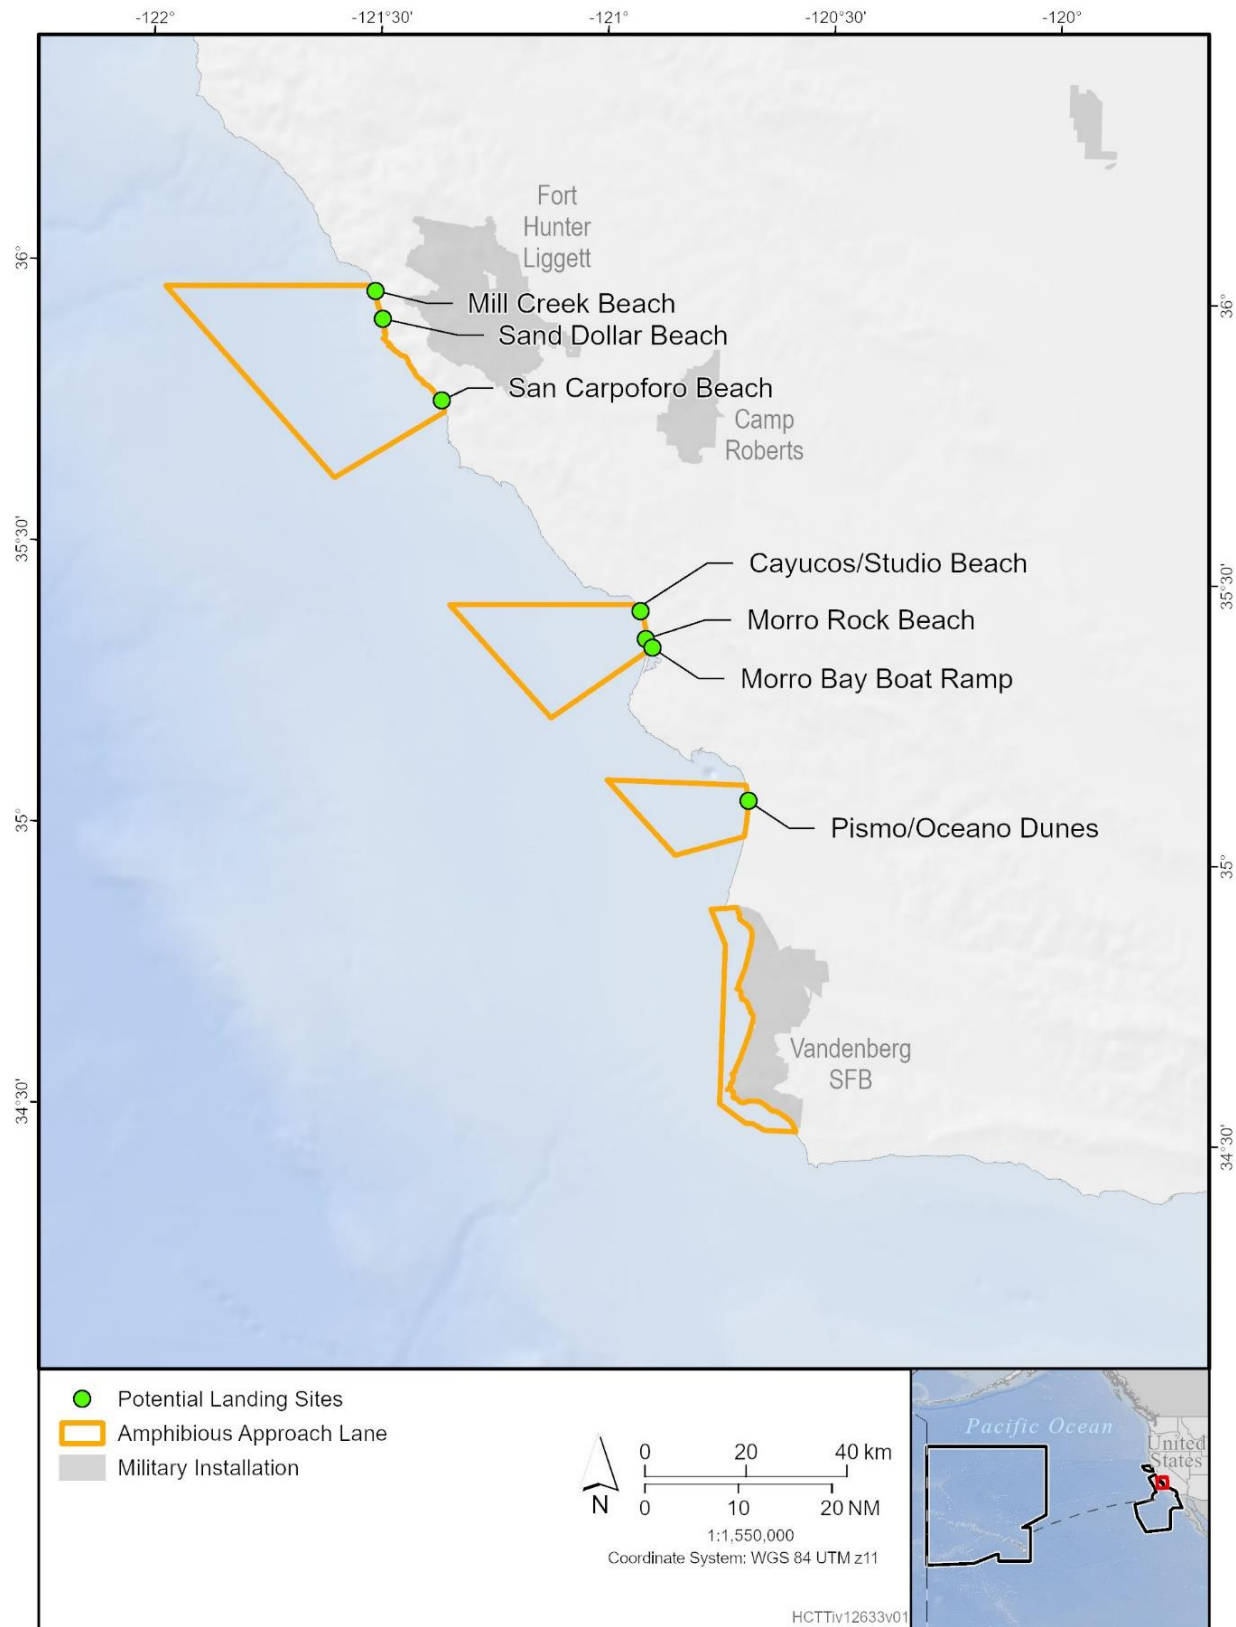 -122°
-121°30'
-121°
-120°30'
-120°
Fort
Hunter
Liggett
36°
Mill Creek Beach
36°
Sand Dollar Beach
San Carpoforo Beach
Camp
Roberts
35°30'
Cayucos/Studio Beach
35°30'
Morro Rock Beach
Morro Bay Boat Ramp
35°
Pismo/Oceano Dunes
35°
Vandenberg
SFB
34°30'
34°30'
Potential Landing Sites
Amphibious Approach Lane
Military Installation
N
0 20 40 km
0 10 20 NM
1:1,550,000
Coordinate System: WGS 84 UTM z11
HCTTiv12633v01
Pacific Ocean
United
States